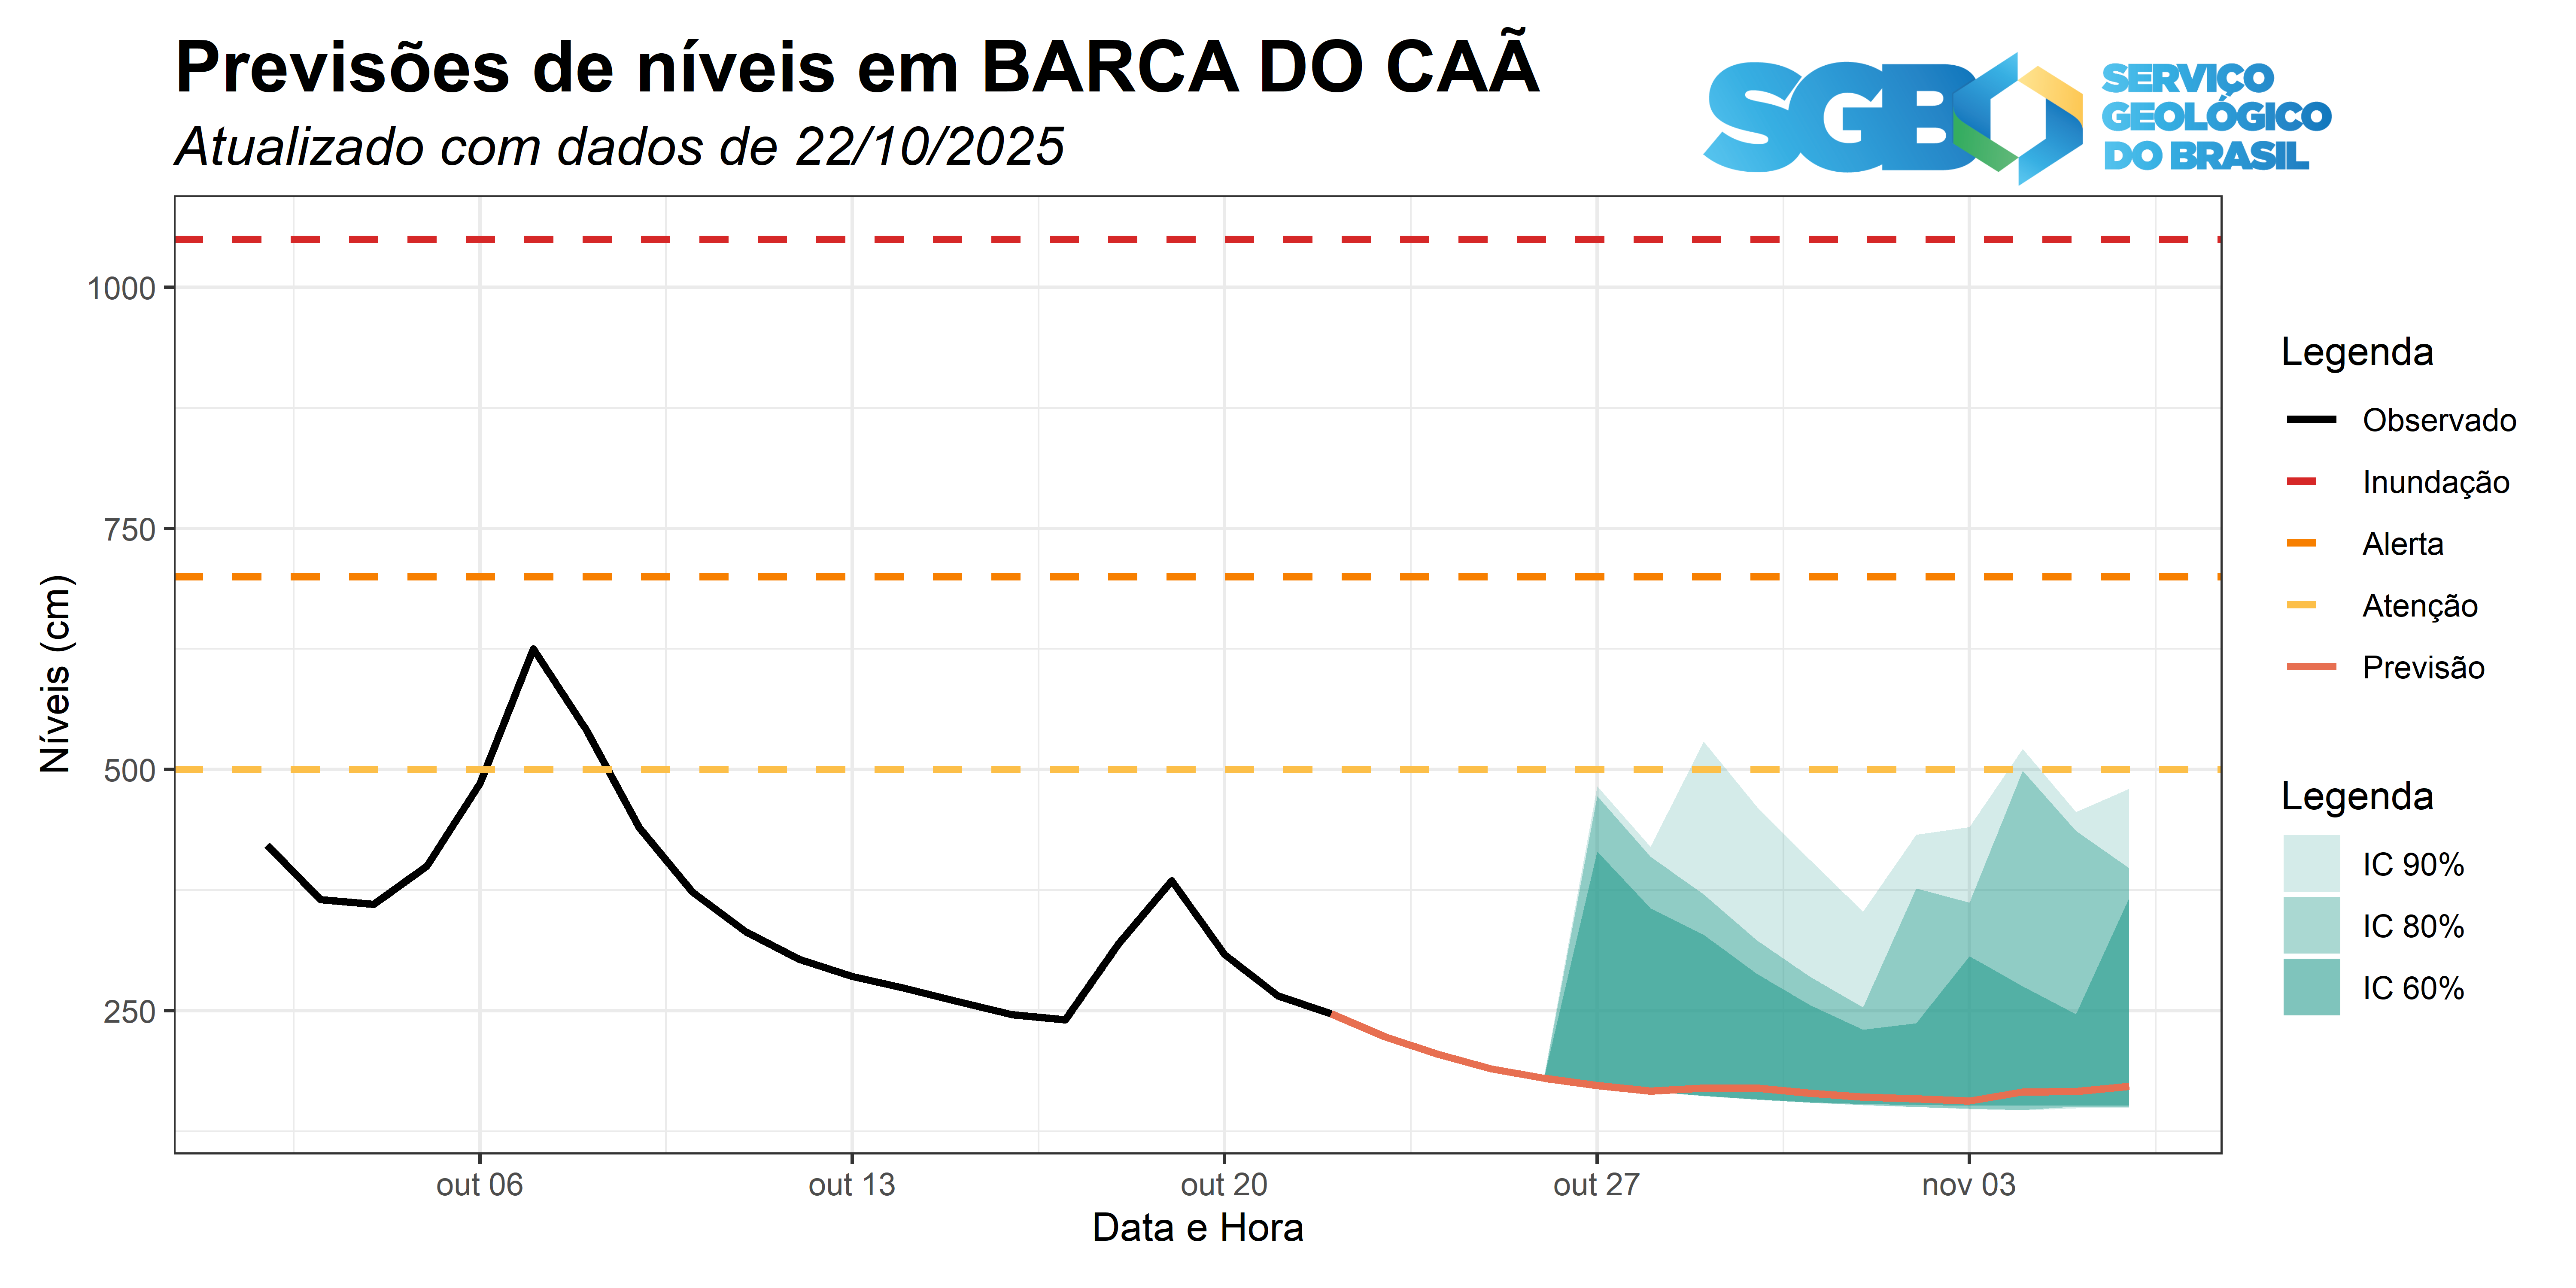 Previsões de níveis em BARCA DO CAÃ
Atualizado com dados de 22/10/2025
SGB
SERVIÇO
GEOLÓGICO
DO BRASIL
1000
750
500
250
Níveis (cm)
out 06
out 13
out 20
out 27
nov 03
Data e Hora
Legenda
Observado
Inundação
Alerta
Atenção
Previsão
Legenda
IC 90%
IC 80%
IC 60%